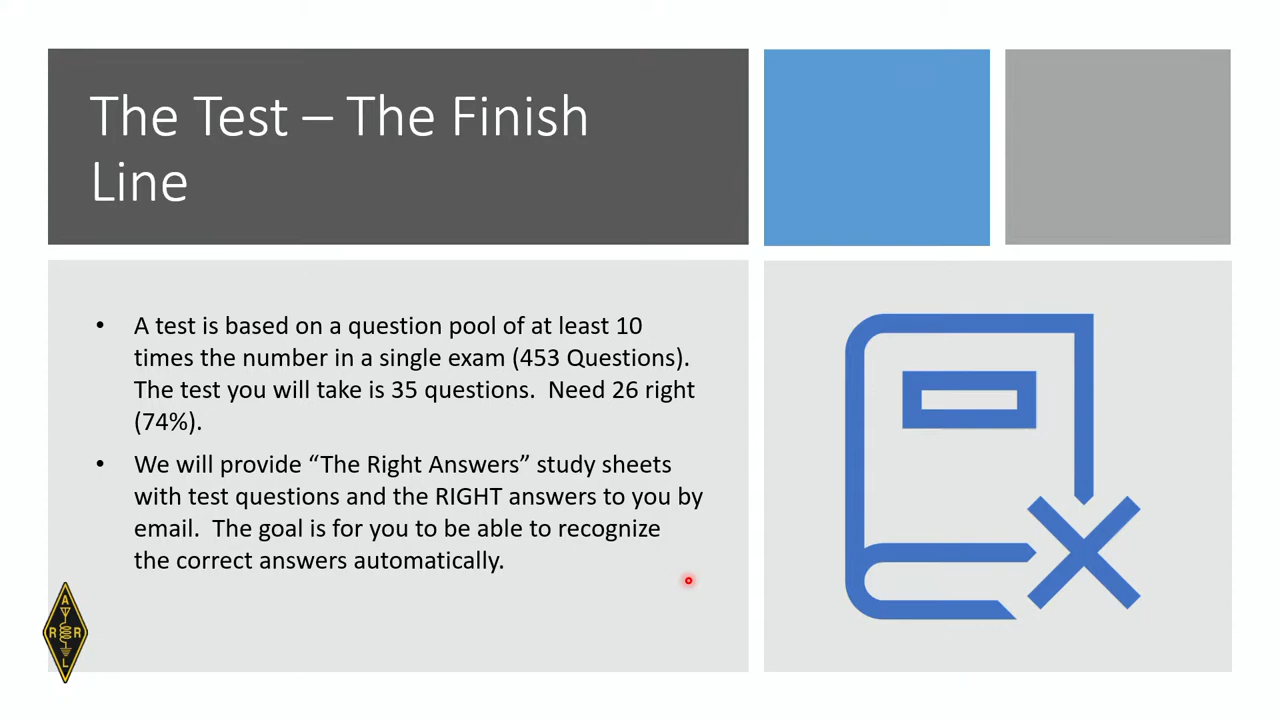 The Test – The Finish
Line
• A test is based on a question pool of at least 10
times the number in a single exam (453 Questions).
The test you will take is 35 questions.  Need 26 right
(74%).
• We will provide “The Right Answers” study sheets
with test questions and the RIGHT answers to you by
email.  The goal is for you to be able to recognize
the correct answers automatically.
A
R R
L